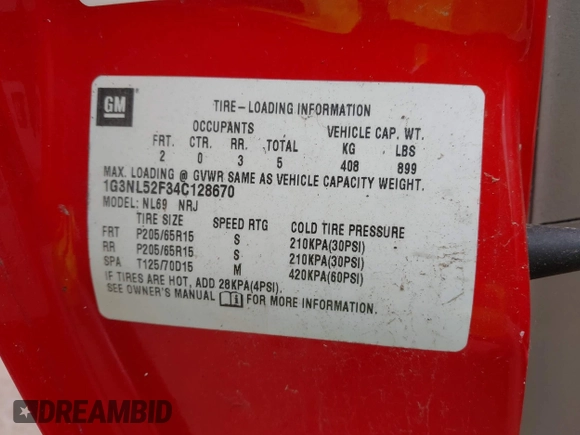 GM
TIRE-LOADING INFORMATION
OCCUPANTS VEHICLE CAP. WT.
FRT. CTR. RR. TOTAL KG LBS
2 0 3 5 408 899
MAX. LOADING @ GVWR SAME AS VEHICLE CAPACITY WEIGHT.
1G3NL52F34C128670
MODEL: NL69 NRJ
TIRE SIZE SPEED RTG COLD TIRE PRESSURE
FRT P205/65R15 S 210KPA(30PSI)
RR P205/65R15 S 210KPA(30PSI)
SPA T125/70D15 M 420KPA(60PSI)
IF TIRES ARE HOT, ADD 28KPA(4PSI).
SEE OWNER'S MANUAL FOR MORE INFORMATION.
DREAMBID